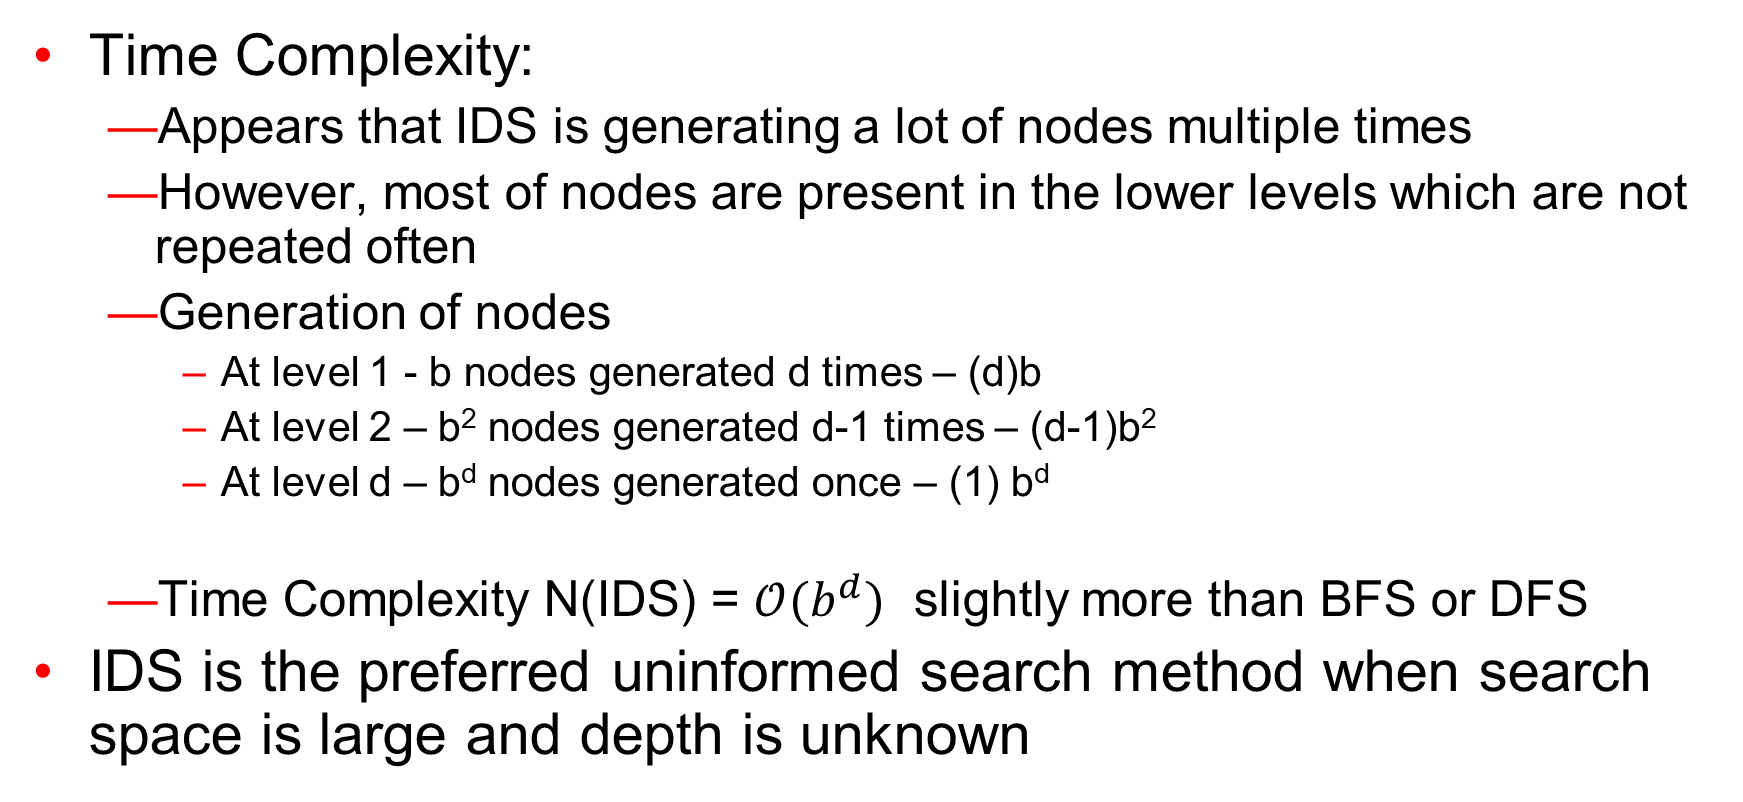 • Time Complexity:
—Appears that IDS is generating a lot of nodes multiple times
—However, most of nodes are present in the lower levels which are not
repeated often
—Generation of nodes
– At level 1 - b nodes generated d times – (d)b
– At level 2 – b² nodes generated d-1 times – (d-1)b²
– At level d – bᵈ nodes generated once – (1) bᵈ
—Time Complexity N(IDS) = 𝒪(𝑏ᵈ) slightly more than BFS or DFS
• IDS is the preferred uninformed search method when search
space is large and depth is unknown